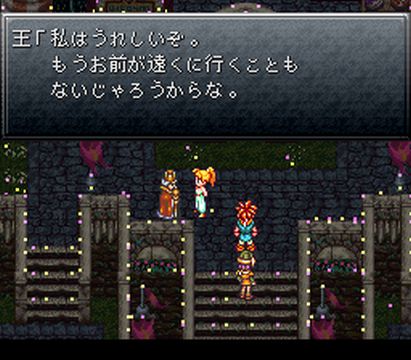 王「私はうれしいぞ。
もうお前が遠くに行くことも
ないじゃろうからな。